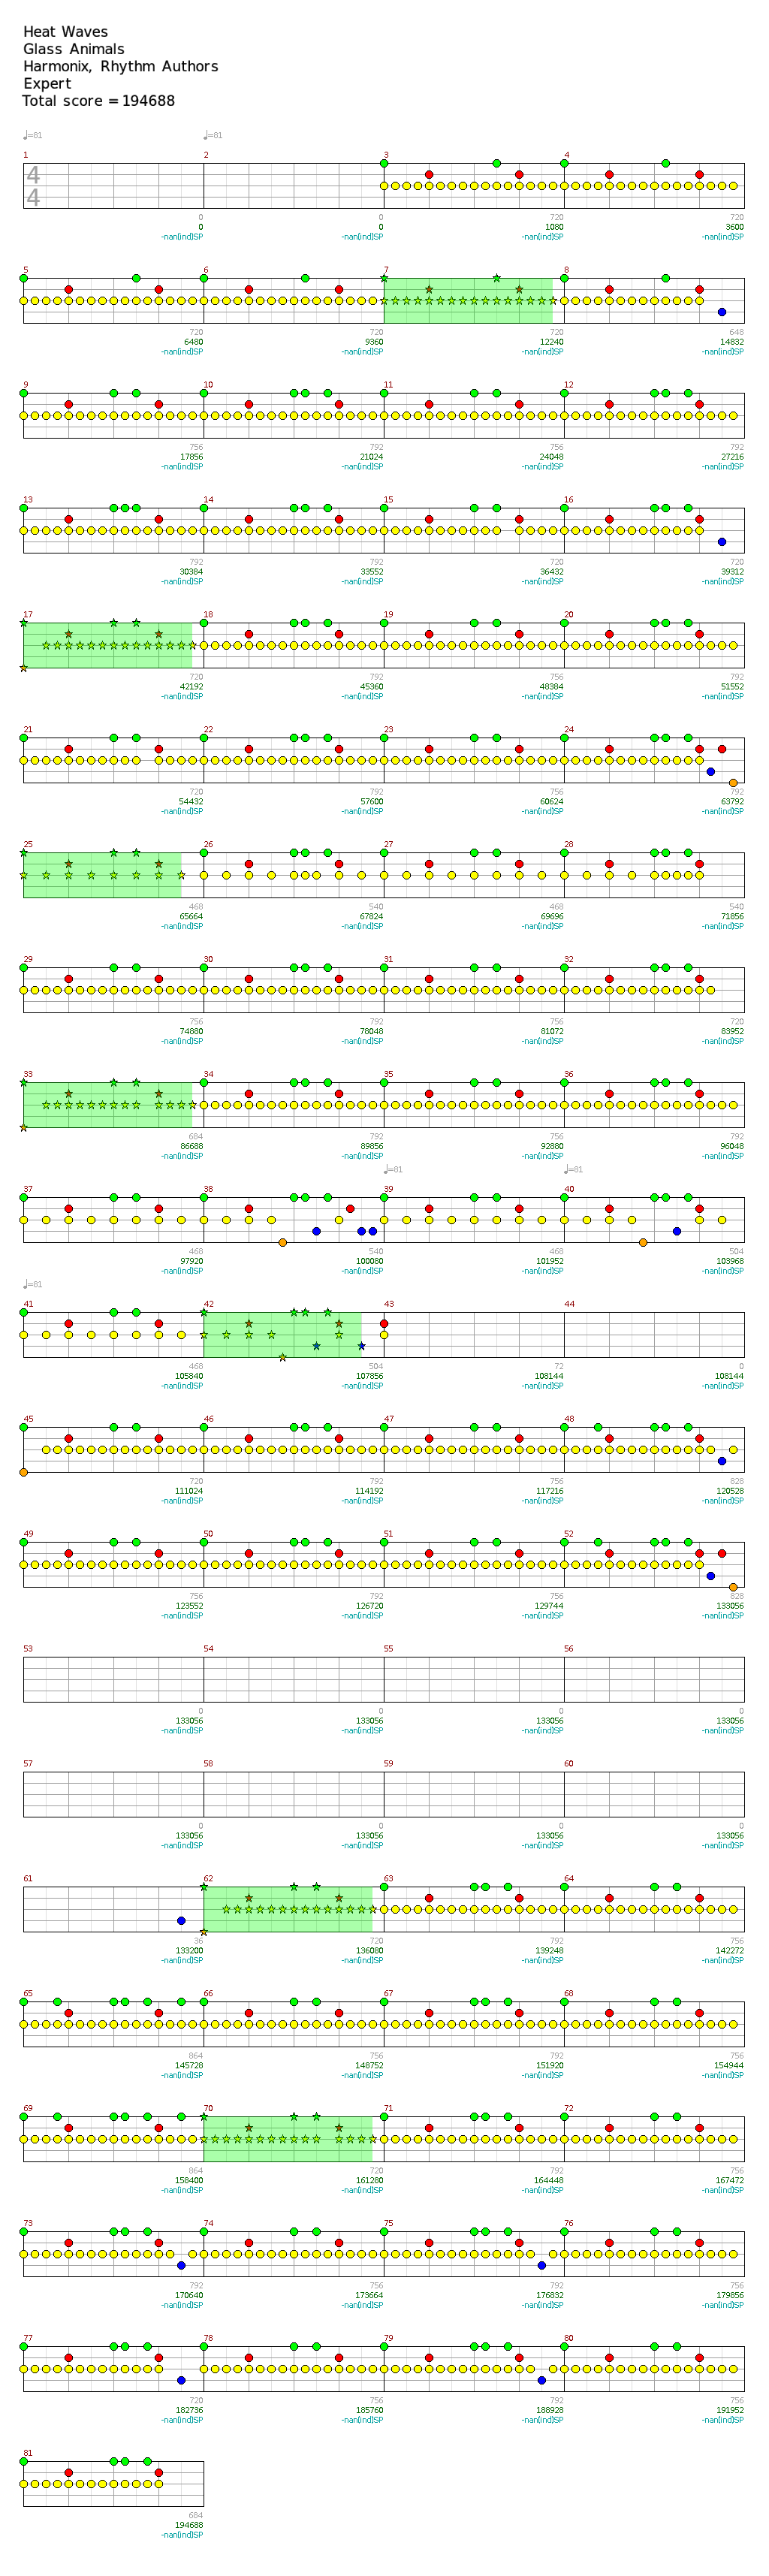 Heat Waves
Glass Animals
Harmonix, Rhythm Authors
Expert
Total score = 194688
♩=81 ♩=81
1 2 3 4
4
4
0 0 720 720
0 0 1080 3600
-nan(ind)SP -nan(ind)SP -nan(ind)SP -nan(ind)SP
5 6 7 8
720 720 720 648
6480 9360 12240 14832
-nan(ind)SP -nan(ind)SP -nan(ind)SP -nan(ind)SP
9 10 11 12
756 792 756 792
17856 21024 24048 27216
-nan(ind)SP -nan(ind)SP -nan(ind)SP -nan(ind)SP
13 14 15 16
792 792 720 720
30384 33552 36432 39312
-nan(ind)SP -nan(ind)SP -nan(ind)SP -nan(ind)SP
17 18 19 20
720 792 756 792
42192 45360 48384 51552
-nan(ind)SP -nan(ind)SP -nan(ind)SP -nan(ind)SP
21 22 23 24
720 792 756 792
54432 57600 60624 63792
-nan(ind)SP -nan(ind)SP -nan(ind)SP -nan(ind)SP
25 26 27 28
468 540 468 540
65664 67824 69696 71856
-nan(ind)SP -nan(ind)SP -nan(ind)SP -nan(ind)SP
29 30 31 32
756 792 756 720
74880 78048 81072 83952
-nan(ind)SP -nan(ind)SP -nan(ind)SP -nan(ind)SP
33 34 35 36
684 792 756 792
86688 89856 92880 96048
-nan(ind)SP -nan(ind)SP -nan(ind)SP -nan(ind)SP
♩=81 ♩=81
37 38 39 40
468 540 468 504
97920 100080 101952 103968
-nan(ind)SP -nan(ind)SP -nan(ind)SP -nan(ind)SP
♩=81
41 42 43 44
468 504 72 0
105840 107856 108144 108144
-nan(ind)SP -nan(ind)SP -nan(ind)SP -nan(ind)SP
45 46 47 48
720 792 756 828
111024 114192 117216 120528
-nan(ind)SP -nan(ind)SP -nan(ind)SP -nan(ind)SP
49 50 51 52
756 792 756 828
123552 126720 129744 133056
-nan(ind)SP -nan(ind)SP -nan(ind)SP -nan(ind)SP
53 54 55 56
0 0 0 0
133056 133056 133056 133056
-nan(ind)SP -nan(ind)SP -nan(ind)SP -nan(ind)SP
57 58 59 60
0 0 0 0
133056 133056 133056 133056
-nan(ind)SP -nan(ind)SP -nan(ind)SP -nan(ind)SP
61 62 63 64
36 720 792 756
133200 136080 139248 142272
-nan(ind)SP -nan(ind)SP -nan(ind)SP -nan(ind)SP
65 66 67 68
864 756 792 756
145728 148752 151920 154944
-nan(ind)SP -nan(ind)SP -nan(ind)SP -nan(ind)SP
69 70 71 72
864 720 792 756
158400 161280 164448 167472
-nan(ind)SP -nan(ind)SP -nan(ind)SP -nan(ind)SP
73 74 75 76
792 756 792 756
170640 173664 176832 179856
-nan(ind)SP -nan(ind)SP -nan(ind)SP -nan(ind)SP
77 78 79 80
720 756 792 756
182736 185760 188928 191952
-nan(ind)SP -nan(ind)SP -nan(ind)SP -nan(ind)SP
81
684
194688
-nan(ind)SP